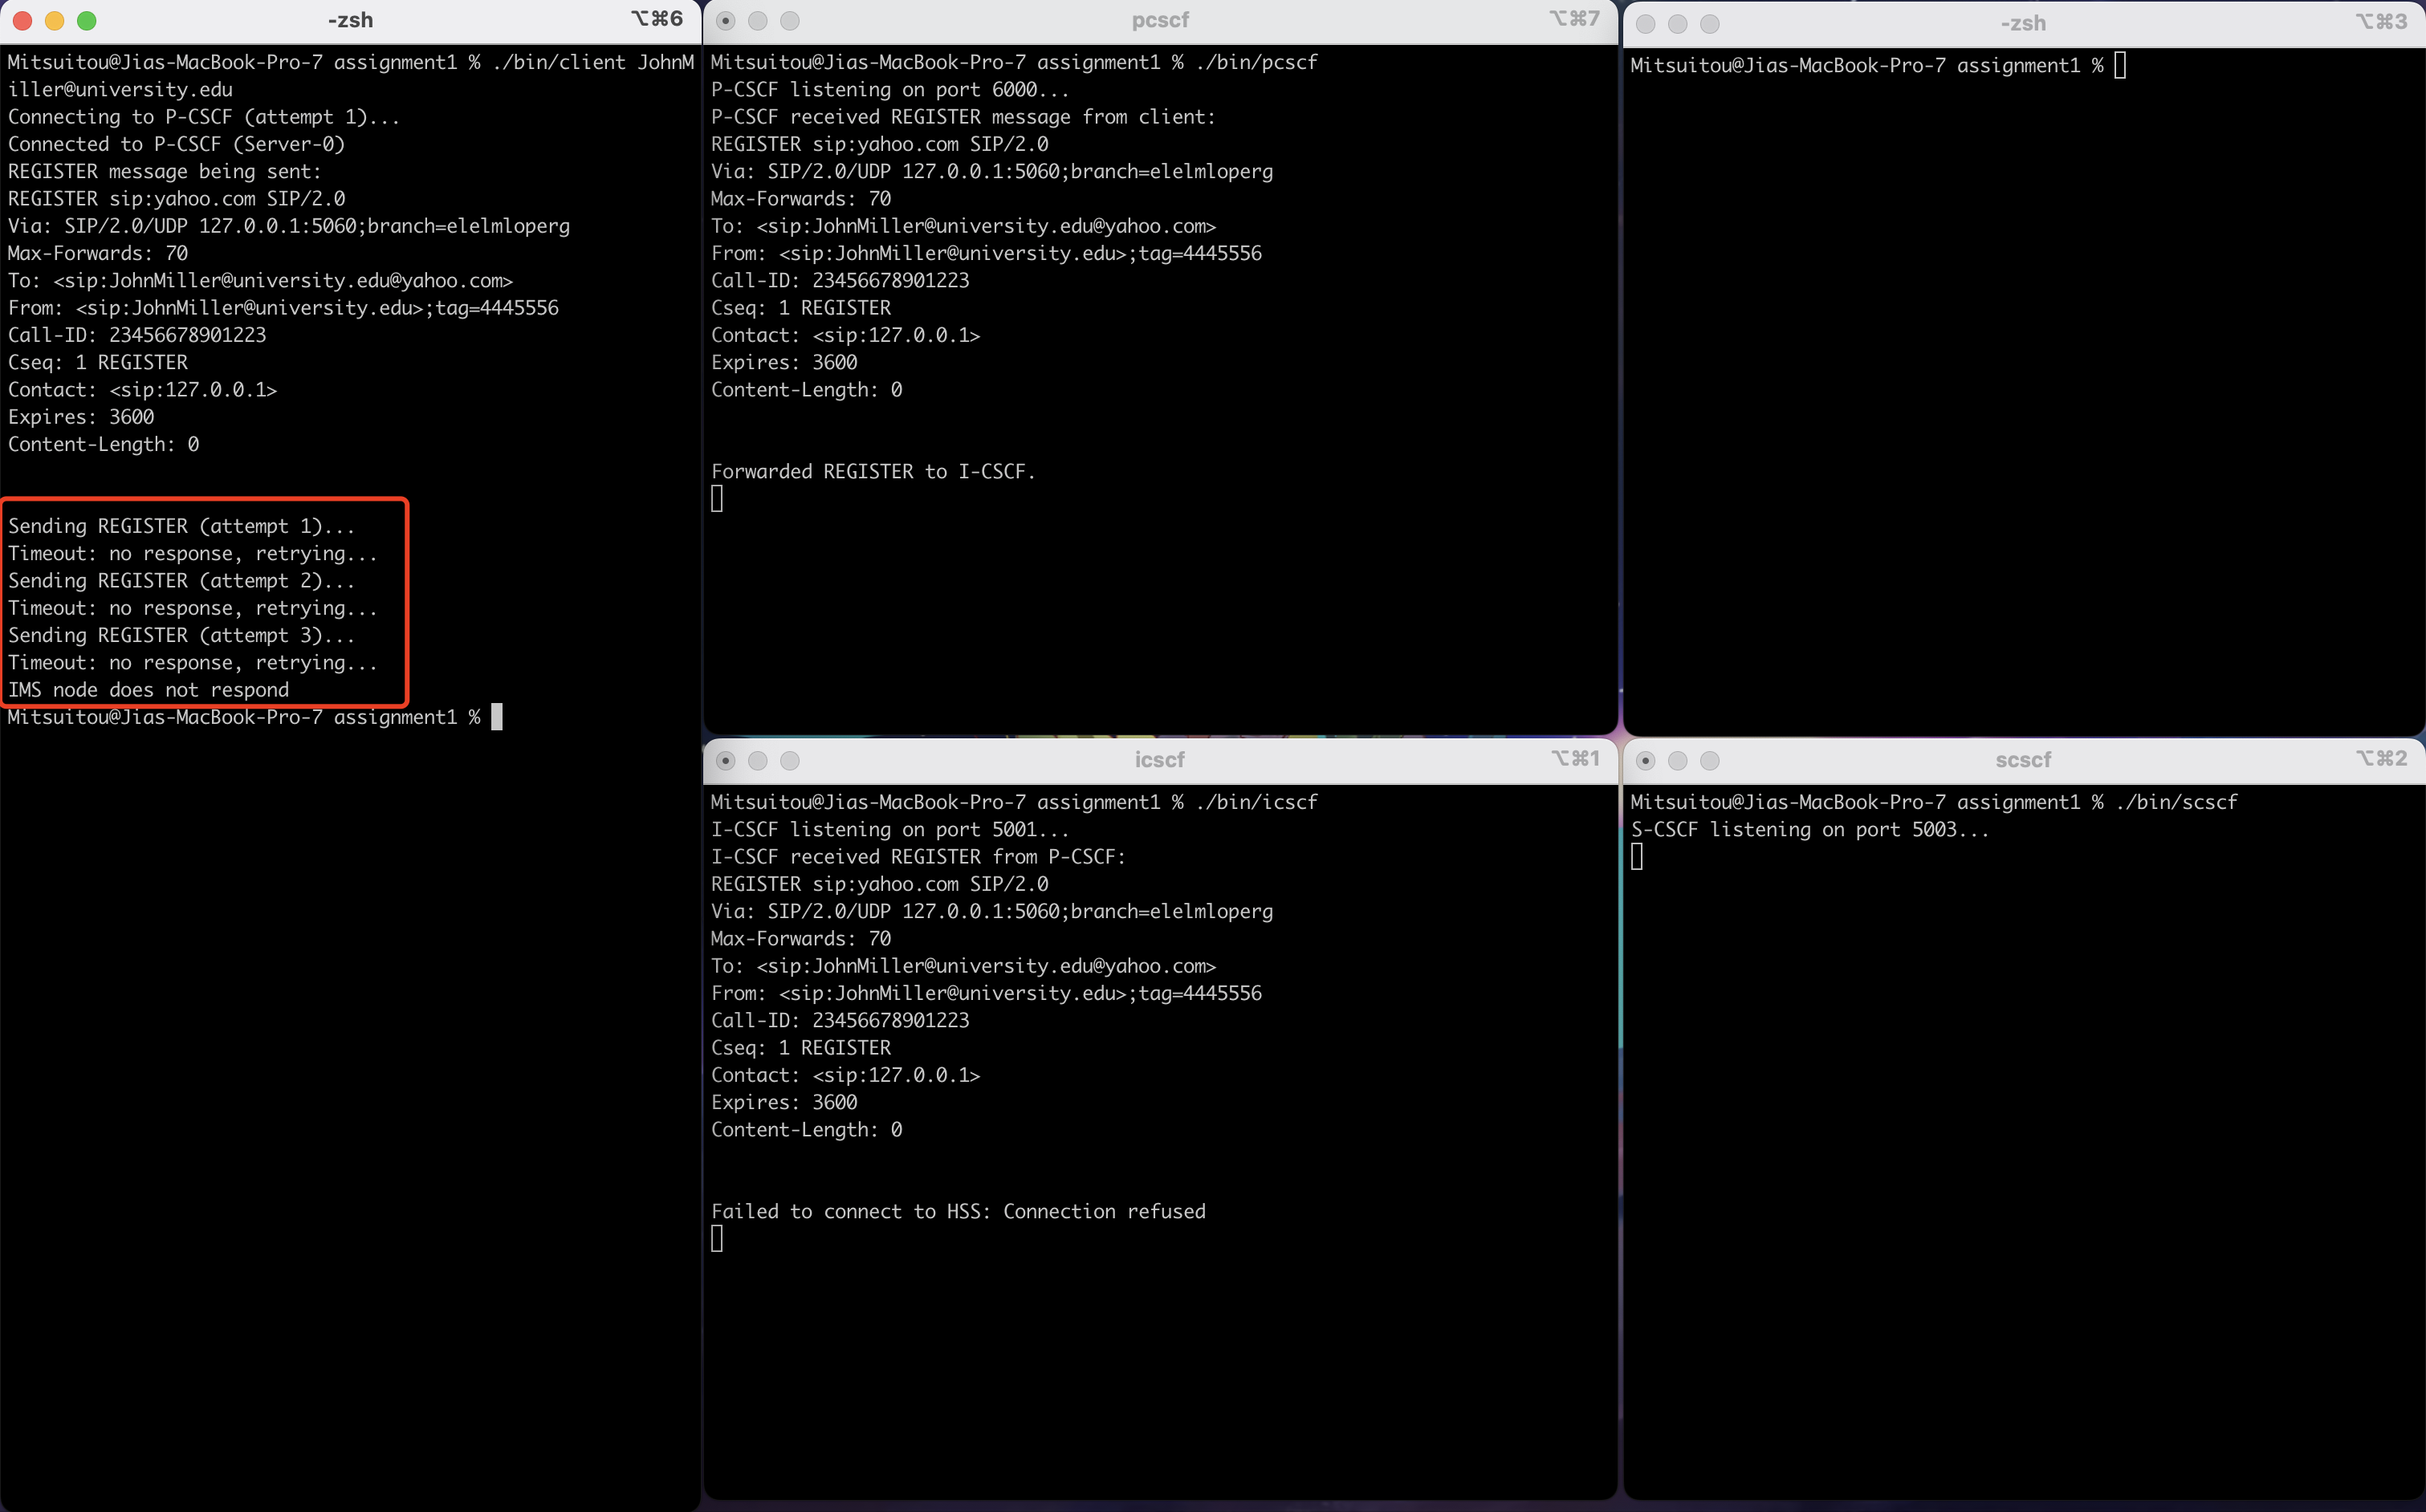 -zsh
⌥⌘6
Mitsuitou@Jias-MacBook-Pro-7 assignment1 % ./bin/client JohnM
iller@university.edu
Connecting to P-CSCF (attempt 1)...
Connected to P-CSCF (Server-0)
REGISTER message being sent:
REGISTER sip:yahoo.com SIP/2.0
Via: SIP/2.0/UDP 127.0.0.1:5060;branch=elelmloperg
Max-Forwards: 70
To: <sip:JohnMiller@university.edu@yahoo.com>
From: <sip:JohnMiller@university.edu>;tag=4445556
Call-ID: 23456678901223
Cseq: 1 REGISTER
Contact: <sip:127.0.0.1>
Expires: 3600
Content-Length: 0
Sending REGISTER (attempt 1)...
Timeout: no response, retrying...
Sending REGISTER (attempt 2)...
Timeout: no response, retrying...
Sending REGISTER (attempt 3)...
Timeout: no response, retrying...
IMS node does not respond
Mitsuitou@Jias-MacBook-Pro-7 assignment1 %
pcscf
⌥⌘7
Mitsuitou@Jias-MacBook-Pro-7 assignment1 % ./bin/pcscf
P-CSCF listening on port 6000...
P-CSCF received REGISTER message from client:
REGISTER sip:yahoo.com SIP/2.0
Via: SIP/2.0/UDP 127.0.0.1:5060;branch=elelmloperg
Max-Forwards: 70
To: <sip:JohnMiller@university.edu@yahoo.com>
From: <sip:JohnMiller@university.edu>;tag=4445556
Call-ID: 23456678901223
Cseq: 1 REGISTER
Contact: <sip:127.0.0.1>
Expires: 3600
Content-Length: 0
Forwarded REGISTER to I-CSCF.
-zsh
⌥⌘3
Mitsuitou@Jias-MacBook-Pro-7 assignment1 %
icscf
⌥⌘1
Mitsuitou@Jias-MacBook-Pro-7 assignment1 % ./bin/icscf
I-CSCF listening on port 5001...
I-CSCF received REGISTER from P-CSCF:
REGISTER sip:yahoo.com SIP/2.0
Via: SIP/2.0/UDP 127.0.0.1:5060;branch=elelmloperg
Max-Forwards: 70
To: <sip:JohnMiller@university.edu@yahoo.com>
From: <sip:JohnMiller@university.edu>;tag=4445556
Call-ID: 23456678901223
Cseq: 1 REGISTER
Contact: <sip:127.0.0.1>
Expires: 3600
Content-Length: 0
Failed to connect to HSS: Connection refused
scscf
⌥⌘2
Mitsuitou@Jias-MacBook-Pro-7 assignment1 % ./bin/scscf
S-CSCF listening on port 5003...